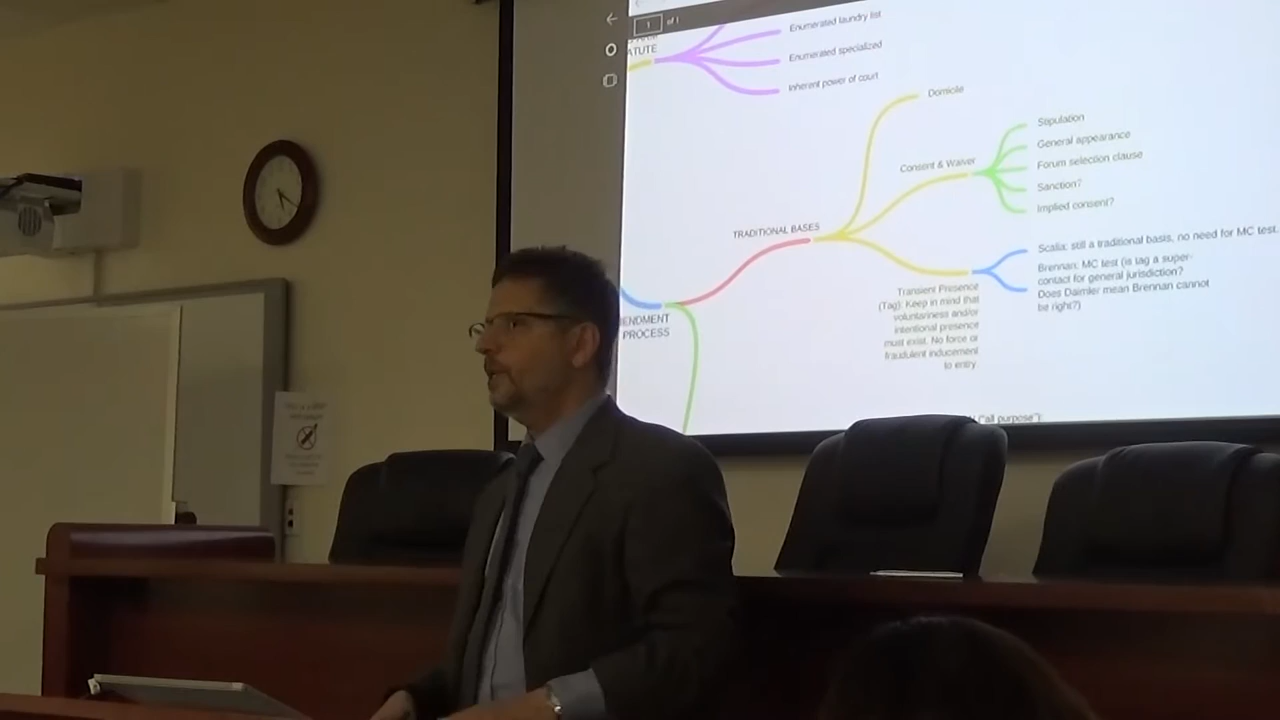 1 of 1
ATUTE
Enumerated laundry list
Enumerated specialized
Inherent power of court
Domicile
Consent & Waiver
Stipulation
General appearance
Forum selection clause
Sanction?
Implied consent?
TRADITIONAL BASES
Scalia: still a traditional basis, no need for MC test.
Brennan: MC test (is tag a super-
contact for general jurisdiction?
Does Daimler mean Brennan cannot
be right?)
Transient Presence
(Tag): Keep in mind that
voluntariness and/or
intentional presence
must exist. No force or
fraudulent inducement
to entry
ENDMENT
PROCESS
("all purpose"):